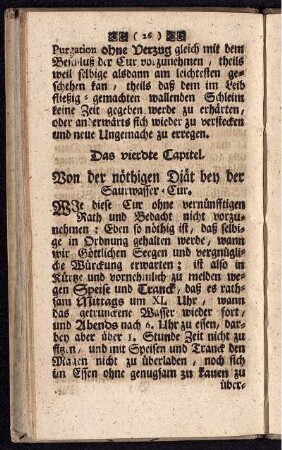 ( 26 )
Purgation ohne Verzug gleich mit dem
Beschluß der Cur vorzunehmen, theils
weil selbige alsdann am leichtesten ge-
schehen kan, theils daß dem im Leib
fließig-gemachten wallenden Schleim
keine Zeit gegeben werde zu erhärten,
oder anderwärts sich wieder zu verstecken
und neue Ungemache zu erregen.
Das vierdte Capitel.
Von der nöthigen Diät bey der
Saurwasser-Cur.
WIe diese Cur ohne vernünfftigen
Rath und Bedacht nicht vorzu-
nehmen: Eben so nöthig ist, daß selbi-
ge in Ordnung gehalten werde, wann
wir Göttlichen Seegen und vergnügli-
che Würckung erwarten; ist also in
Kürtze und vornehmlich zu melden we-
gen Speise und Tranck, daß es rath-
sam Mittags um XI. Uhr, wann
das getrunckene Wasser wieder fort,
und Abends nach 6. Uhr zu essen, dar-
bey aber über 1. Stunde Zeit nicht zu
sitzen, und mit Speisen und Tranck den
Magen nicht zu überladen, noch sich
im Essen ohne genugsam zu kauen zu
über-